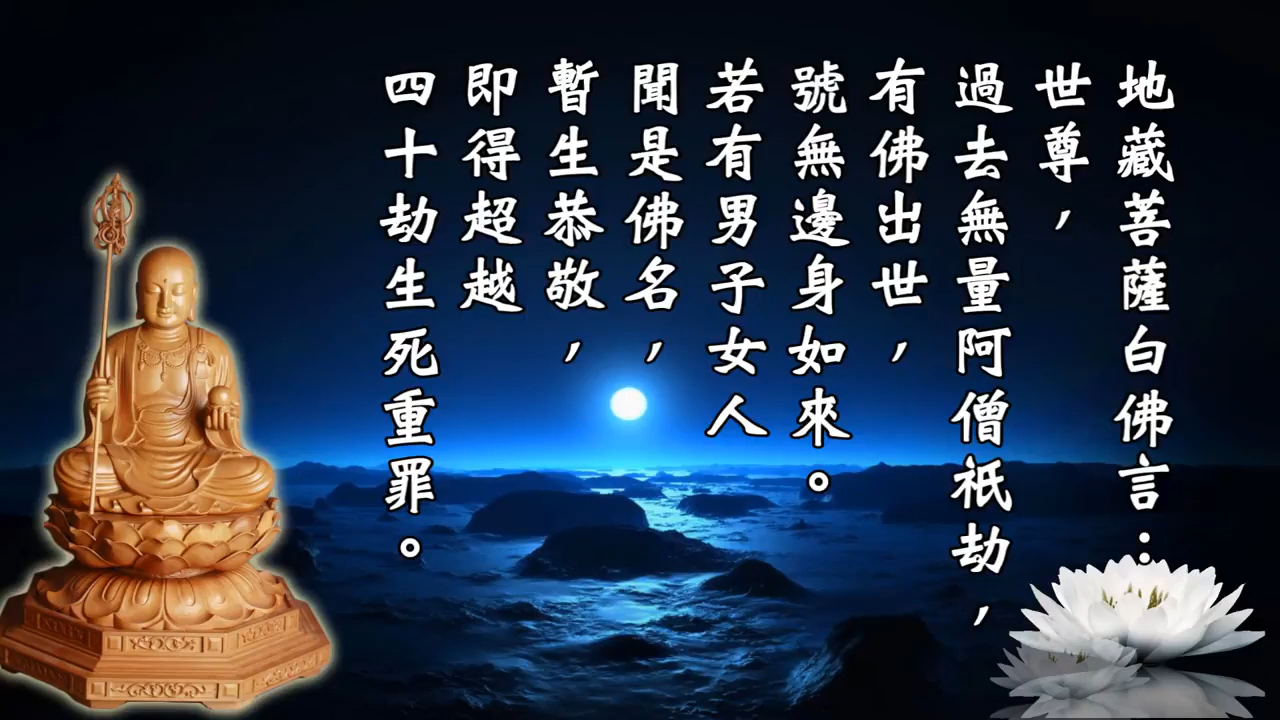 地藏菩薩白佛言：
世尊，
過去無量阿僧祇劫，
有佛出世，
號無邊身如來。
若有男子女人
聞是佛名，
暫生恭敬，
即得超越
四十劫生死重罪。